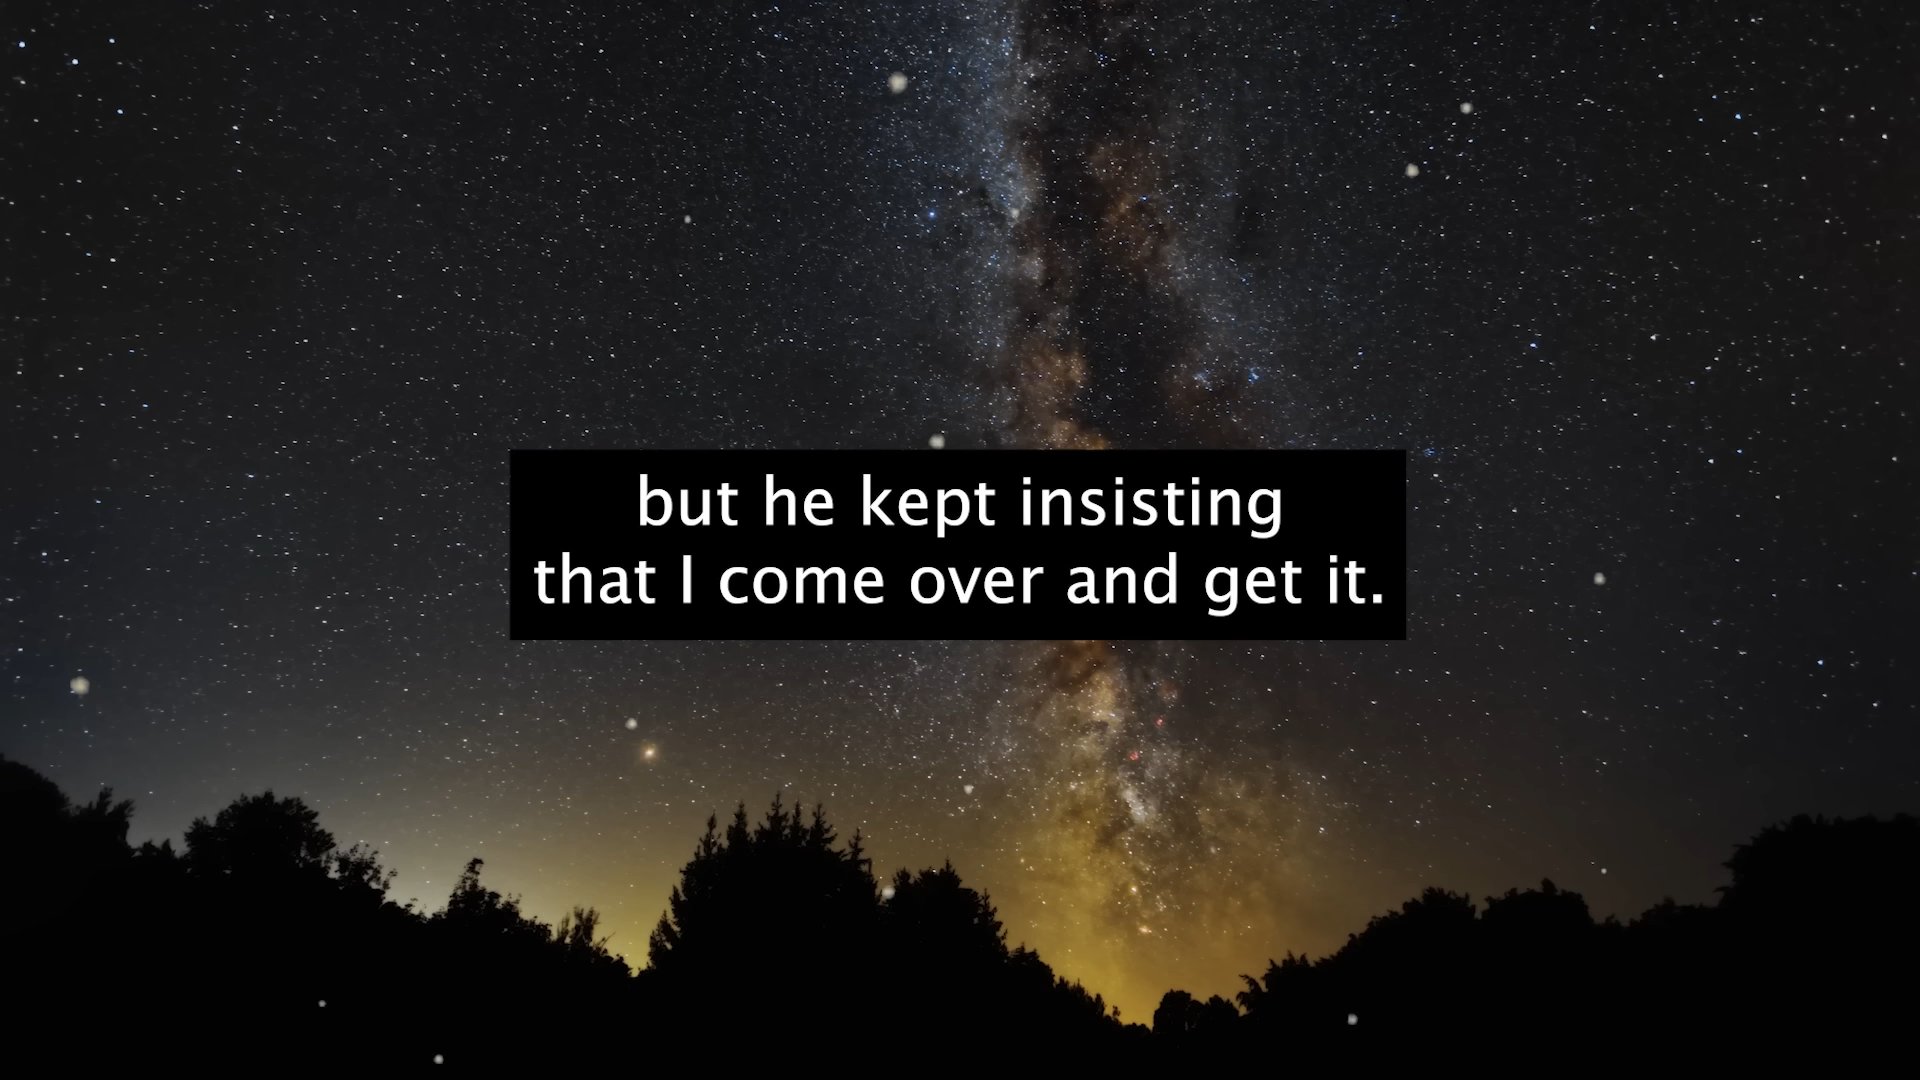 but he kept insisting
that I come over and get it.